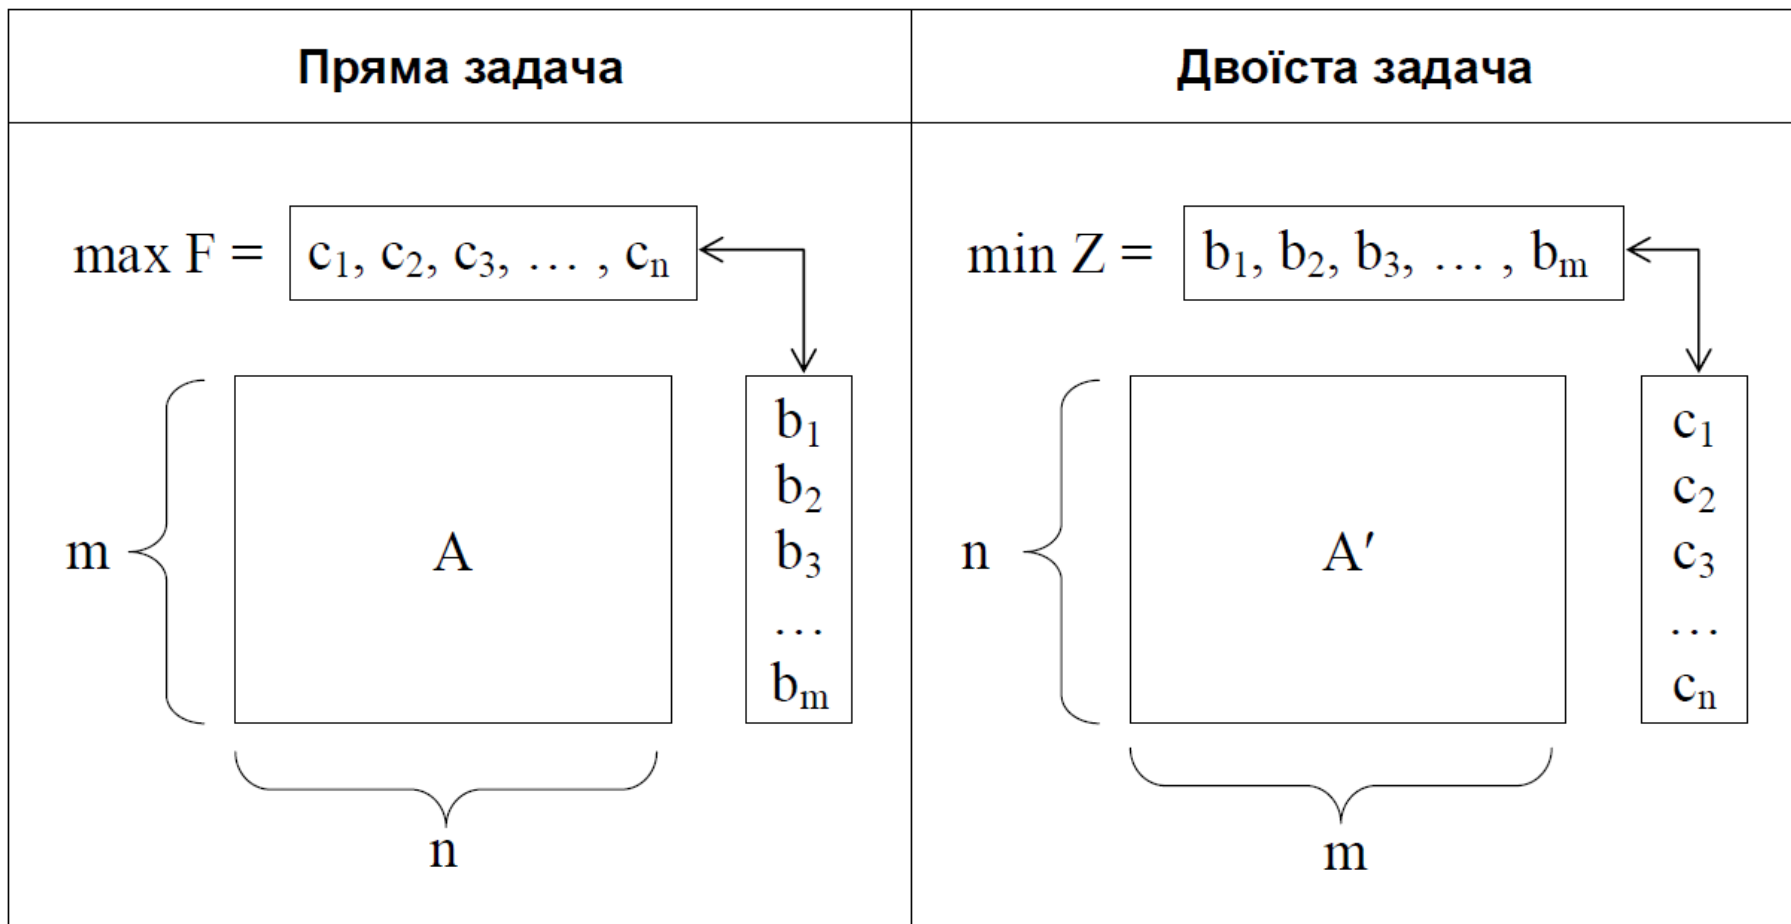 Пряма задача
max F = c₁, c₂, c₃, … , cₙ
m
A
b₁
b₂
b₃
…
bₘ
n
Двоїста задача
min Z = b₁, b₂, b₃, … , bₘ
n
A′
c₁
c₂
c₃
…
cₙ
m